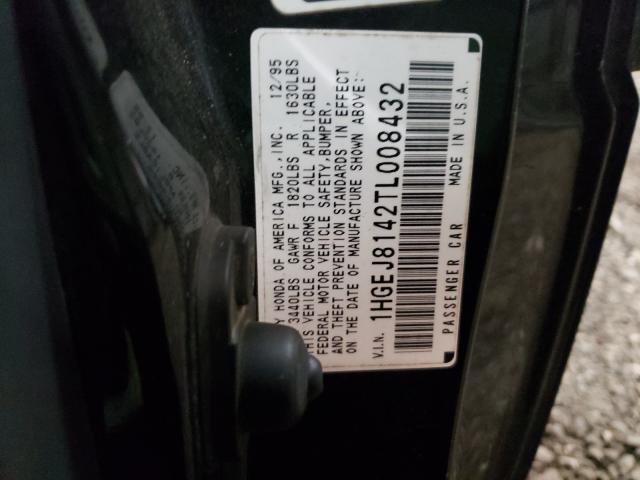 Y HONDA OF AMERICA MFG.,INC. 12/95
3440LBS GAWR F 1820LBS R 1630LBS
THIS VEHICLE CONFORMS TO ALL APPLICABLE
FEDERAL MOTOR VEHICLE SAFETY,BUMPER,
AND THEFT PREVENTION STANDARDS IN EFFECT
ON THE DATE OF MANUFACTURE SHOWN ABOVE:
V.I.N. 1HGEJ8142TL008432
PASSENGER CAR MADE IN U.S.A.